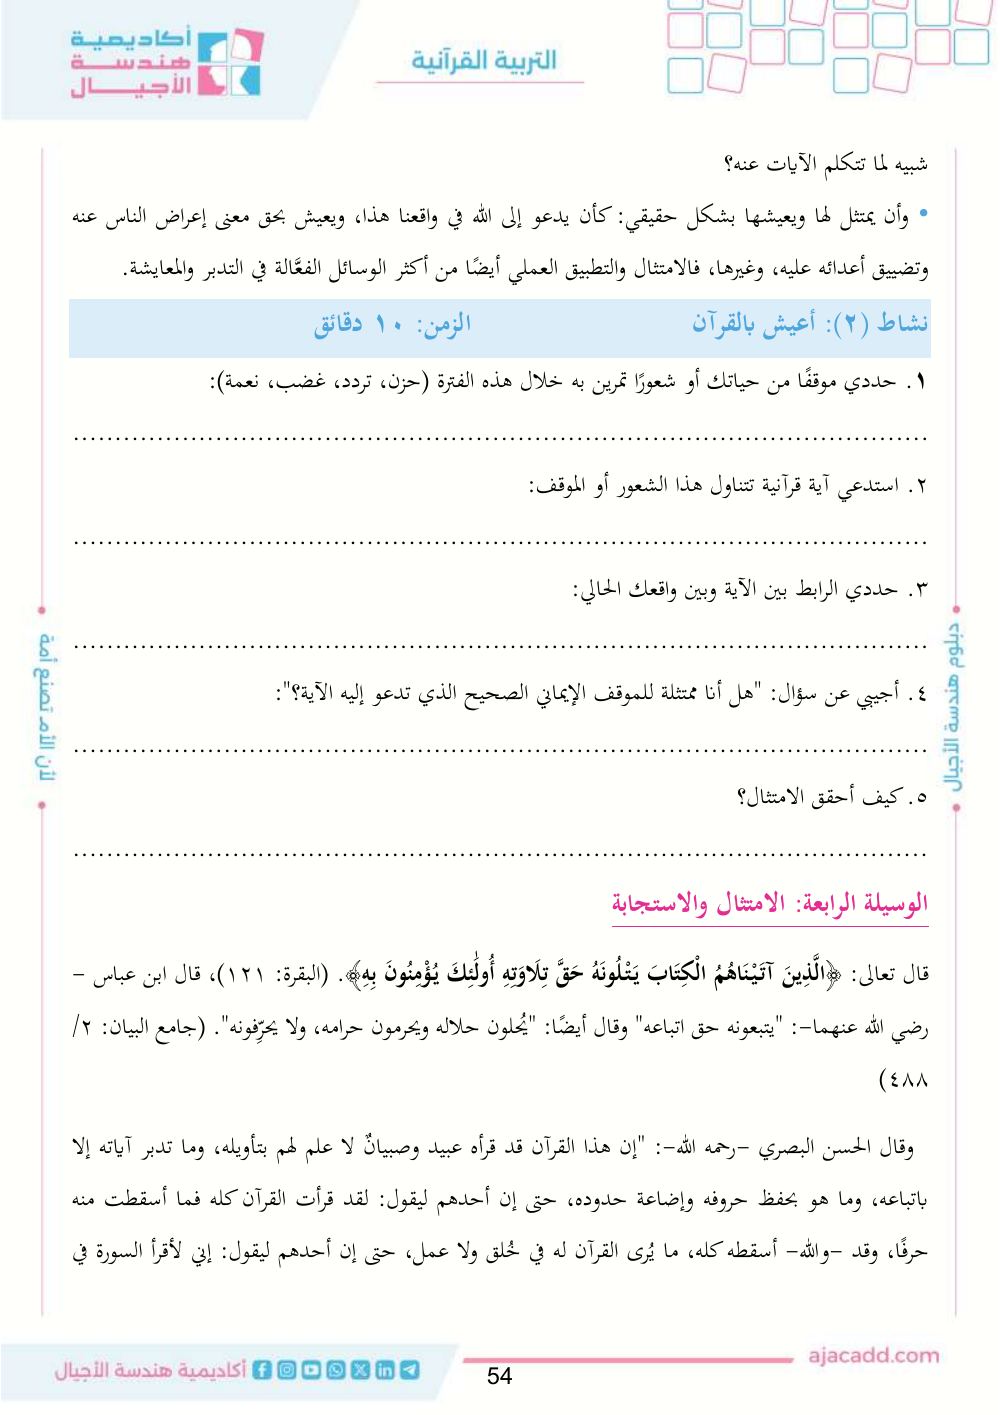 أكاديمية
هندسة
الأجيال
التربية القرآنية
شبيه لما تتكلم الآيات عنه؟
• وأن يمتثل لها ويعيشها بشكل حقيقي: كأن يدعو إلى الله في واقعنا هذا، ويعيش بحق معنى إعراض الناس عنه
وتضييق أعدائه عليه، وغيرها، فالامتثال والتطبيق العملي أيضًا من أكثر الوسائل الفعَّالة في التدبر والمعايشة.
نشاط (٢): أعيش بالقرآن الزمن: ١٠ دقائق
١. حددي موقفًا من حياتك أو شعورًا تمرين به خلال هذه الفترة (حزن، تردد، غضب، نعمة):
......................................................................................................
٢. استدعي آية قرآنية تتناول هذا الشعور أو الموقف:
......................................................................................................
٣. حددي الرابط بين الآية وبين واقعك الحالي:
......................................................................................................
٤. أجيبي عن سؤال: "هل أنا ممتثلة للموقف الإيماني الصحيح الذي تدعو إليه الآية؟":
......................................................................................................
٥. كيف أحقق الامتثال؟
......................................................................................................
الوسيلة الرابعة: الامتثال والاستجابة
قال تعالى: ﴿الَّذِينَ آتَيْنَاهُمُ الْكِتَابَ يَتْلُونَهُ حَقَّ تِلَاوَتِهِ أُولَٰئِكَ يُؤْمِنُونَ بِهِ﴾. (البقرة: ١٢١)، قال ابن عباس –
رضي الله عنهما–: "يتبعونه حق اتباعه" وقال أيضًا: "يُحلون حلاله ويحرمون حرامه، ولا يحرّفونه". (جامع البيان: ٢/
٤٨٨)
وقال الحسن البصري –رحمه الله–: "إن هذا القرآن قد قرأه عبيد وصبيانٌ لا علم لهم بتأويله، وما تدبر آياته إلا
باتباعه، وما هو بحفظ حروفه وإضاعة حدوده، حتى إن أحدهم ليقول: لقد قرأت القرآن كله فما أسقطت منه
حرفًا، وقد –والله– أسقطه كله، ما يُرى القرآن له في خُلق ولا عمل، حتى إن أحدهم ليقول: إني لأقرأ السورة في
دبلوم هندسة الأجيال
لأن الأم تصنع أمة
أكاديمية هندسة الأجيال
54
ajacadd.com